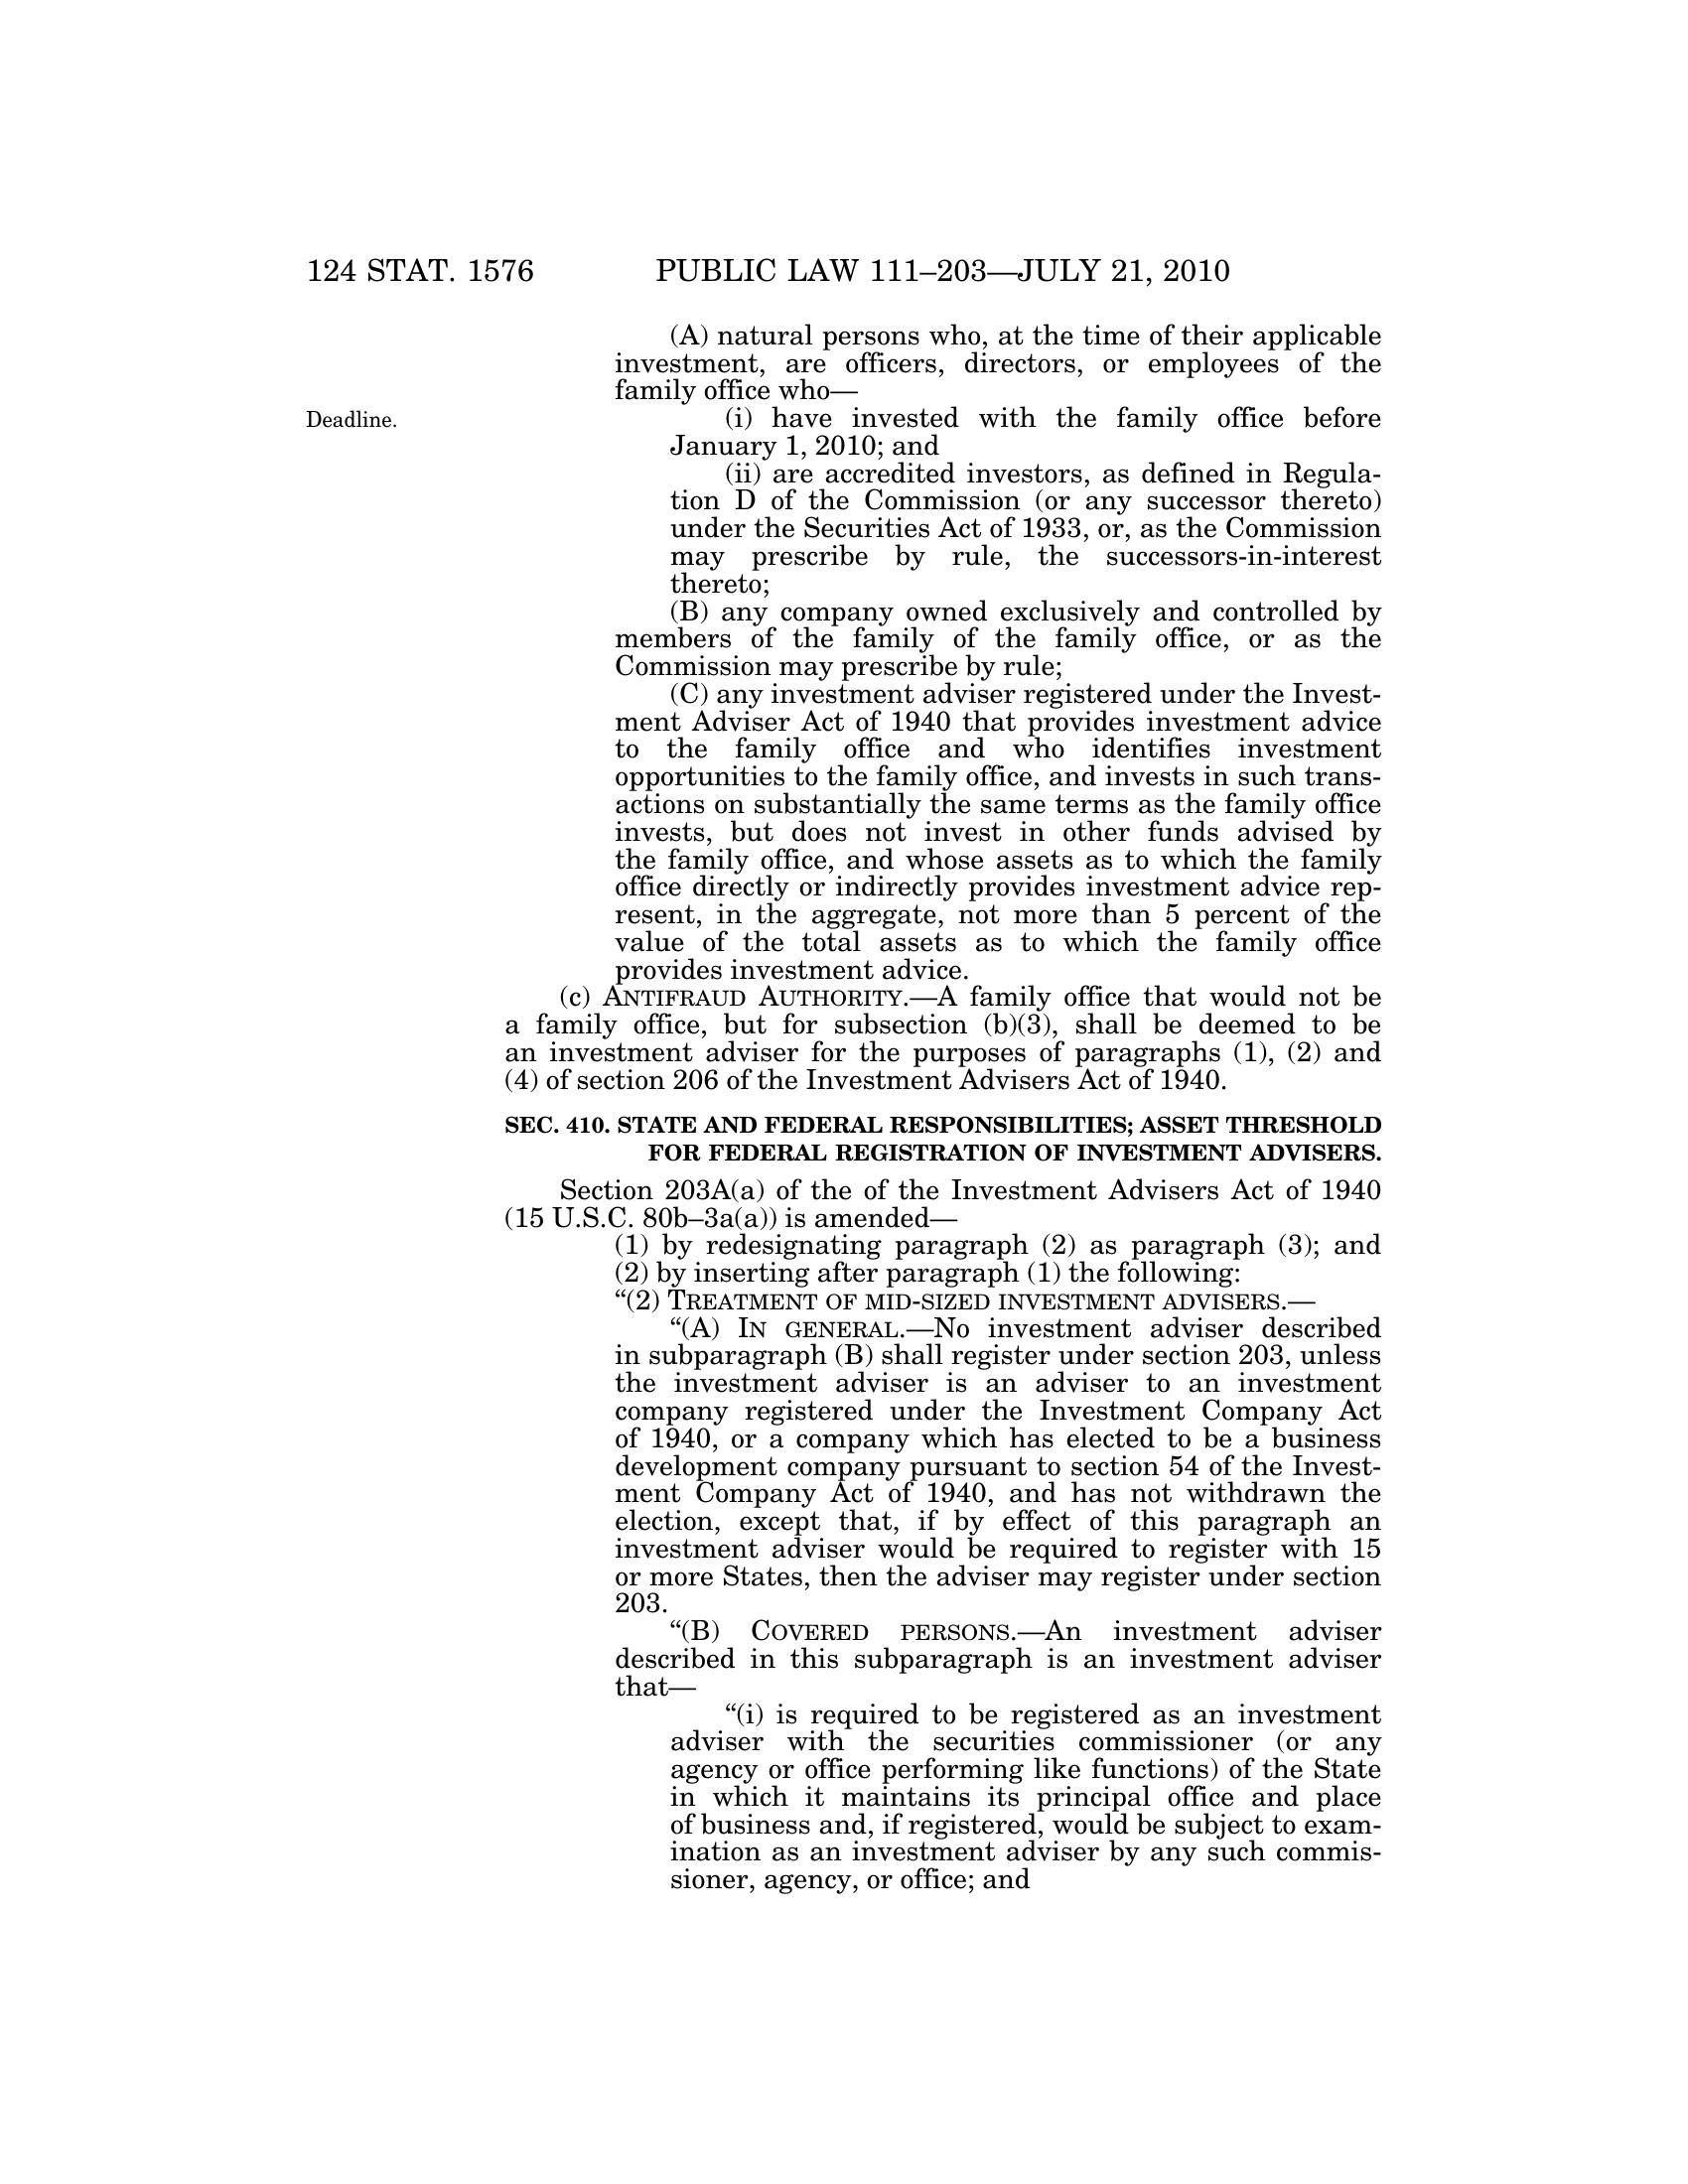 124 STAT. 1576 PUBLIC LAW 111–203—JULY 21, 2010
(A) natural persons who, at the time of their applicable
investment, are officers, directors, or employees of the
family office who—
Deadline.
(i) have invested with the family office before
January 1, 2010; and
(ii) are accredited investors, as defined in Regula-
tion D of the Commission (or any successor thereto)
under the Securities Act of 1933, or, as the Commission
may prescribe by rule, the successors-in-interest
thereto;
(B) any company owned exclusively and controlled by
members of the family of the family office, or as the
Commission may prescribe by rule;
(C) any investment adviser registered under the Invest-
ment Adviser Act of 1940 that provides investment advice
to the family office and who identifies investment
opportunities to the family office, and invests in such trans-
actions on substantially the same terms as the family office
invests, but does not invest in other funds advised by
the family office, and whose assets as to which the family
office directly or indirectly provides investment advice rep-
resent, in the aggregate, not more than 5 percent of the
value of the total assets as to which the family office
provides investment advice.
(c) ANTIFRAUD AUTHORITY.—A family office that would not be
a family office, but for subsection (b)(3), shall be deemed to be
an investment adviser for the purposes of paragraphs (1), (2) and
(4) of section 206 of the Investment Advisers Act of 1940.
SEC. 410. STATE AND FEDERAL RESPONSIBILITIES; ASSET THRESHOLD
FOR FEDERAL REGISTRATION OF INVESTMENT ADVISERS.
Section 203A(a) of the of the Investment Advisers Act of 1940
(15 U.S.C. 80b–3a(a)) is amended—
(1) by redesignating paragraph (2) as paragraph (3); and
(2) by inserting after paragraph (1) the following:
“(2) TREATMENT OF MID-SIZED INVESTMENT ADVISERS.—
“(A) IN GENERAL.—No investment adviser described
in subparagraph (B) shall register under section 203, unless
the investment adviser is an adviser to an investment
company registered under the Investment Company Act
of 1940, or a company which has elected to be a business
development company pursuant to section 54 of the Invest-
ment Company Act of 1940, and has not withdrawn the
election, except that, if by effect of this paragraph an
investment adviser would be required to register with 15
or more States, then the adviser may register under section
203.
“(B) COVERED PERSONS.—An investment adviser
described in this subparagraph is an investment adviser
that—
“(i) is required to be registered as an investment
adviser with the securities commissioner (or any
agency or office performing like functions) of the State
in which it maintains its principal office and place
of business and, if registered, would be subject to exam-
ination as an investment adviser by any such commis-
sioner, agency, or office; and